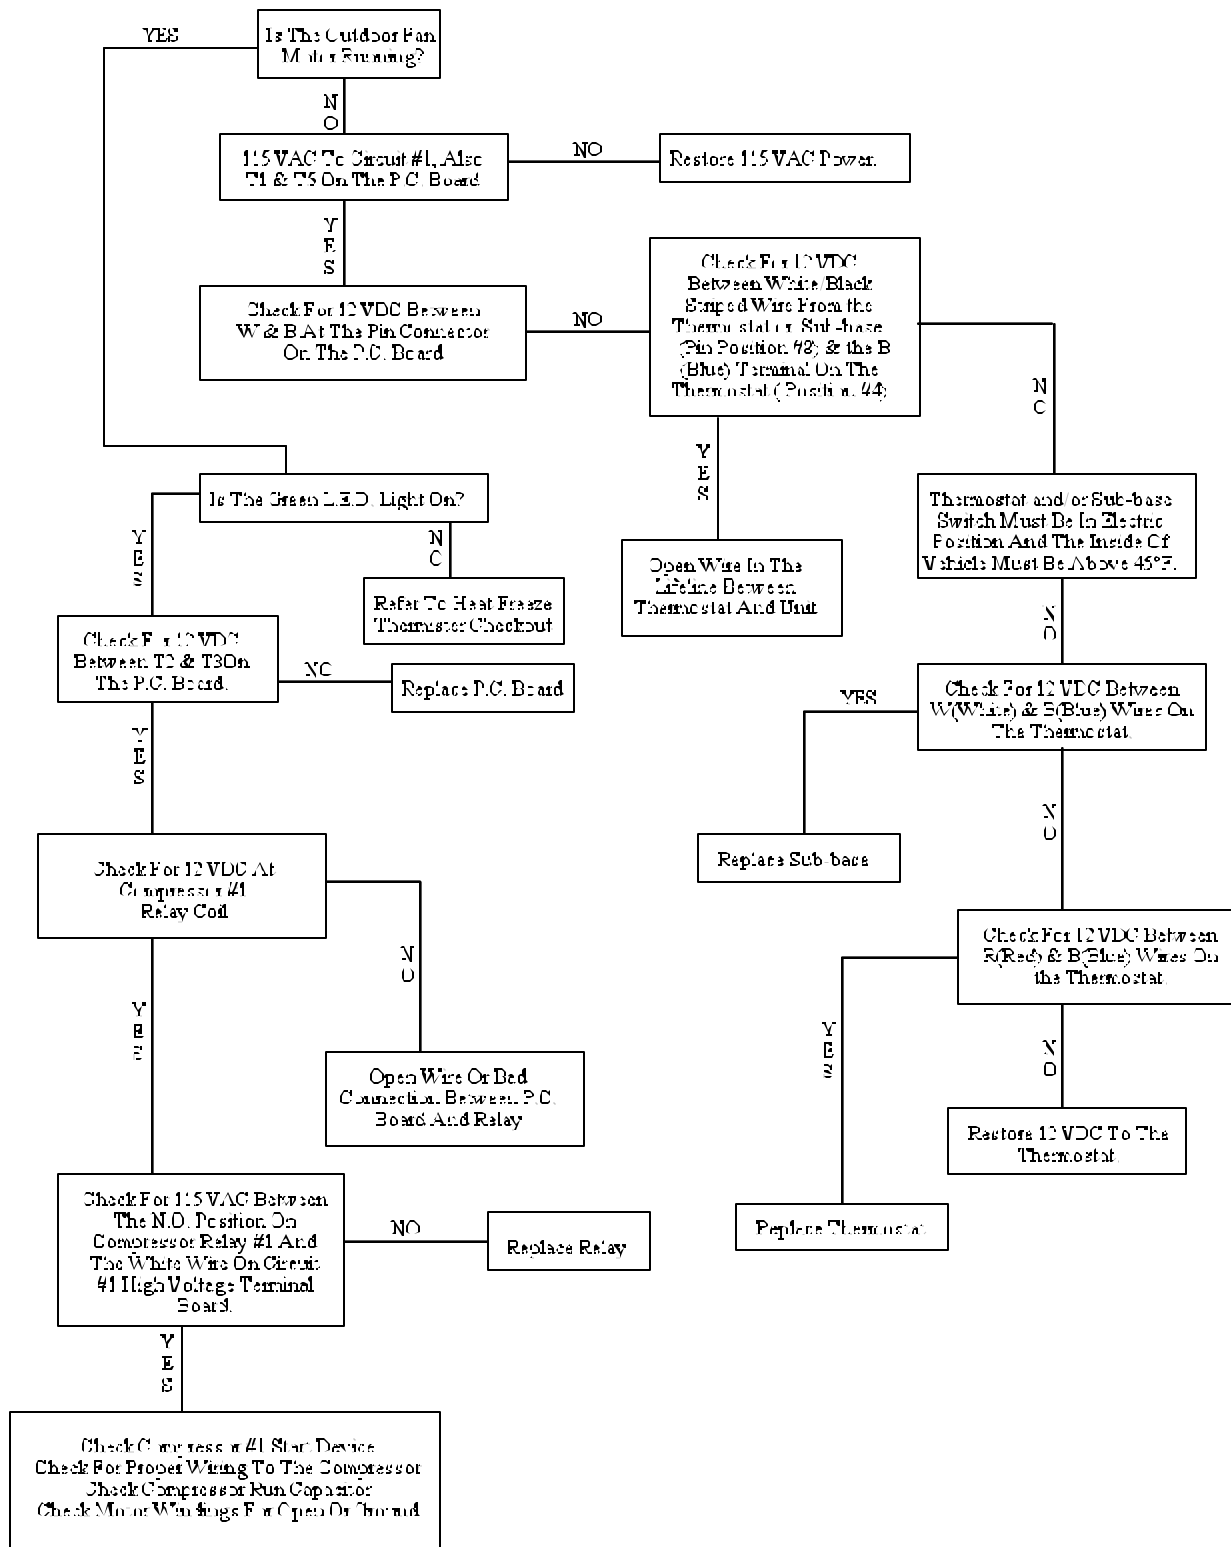 YES
Is The Outdoor Fan
Motor Running?
NO
115 VAC To Circuit #1, Also
T1 & T5 On The P.C. Board
NO
Restore 115 VAC Power.
YES
Check For 12 VDC Between
W & B At The Pin Connector
On The P.C. Board
NO
Check For 12 VDC
Between White/Black
Striped Wire From the
Thermostat or Sub-base
(Pin Position #8) & the B
(Blue) Terminal On The
Thermostat ( Position #4)
NO
YES
Is The Green L.E.D. Light On?
Thermostat and/or Sub-base
Switch Must Be In Electric
Position And The Inside Of
Vehicle Must Be Above 45°F.
YES
NO
Open Wire In The
Lifeline Between
Thermostat And Unit
Refer To Heat Freeze
Thermister Checkout
NO
Check For 12 VDC
Between T2 & T3 On
The P.C. Board.
NO
Replace P.C. Board
YES
Check For 12 VDC Between
W(White) & B(Blue) Wires On
The Thermostat.
YES
NO
Replace Sub-base
Check For 12 VDC At
Compressor #1
Relay Coil
NO
Check For 12 VDC Between
R(Red) & B(Blue) Wires On
the Thermostat.
YES
YES
NO
Open Wire Or Bad
Connection Between P.C.
Board And Relay
Restore 12 VDC To The
Thermostat.
Check For 115 VAC Between
The N.O. Position On
Compressor Relay #1 And
The White Wire On Circuit
#1 High Voltage Terminal
Board.
NO
Replace Relay
Replace Thermostat
YES
Check Compressor #1 Start Device
Check For Proper Wiring To The Compressor
Check Compressor Run Capacitor
Check Motor Windings For Open Or Ground